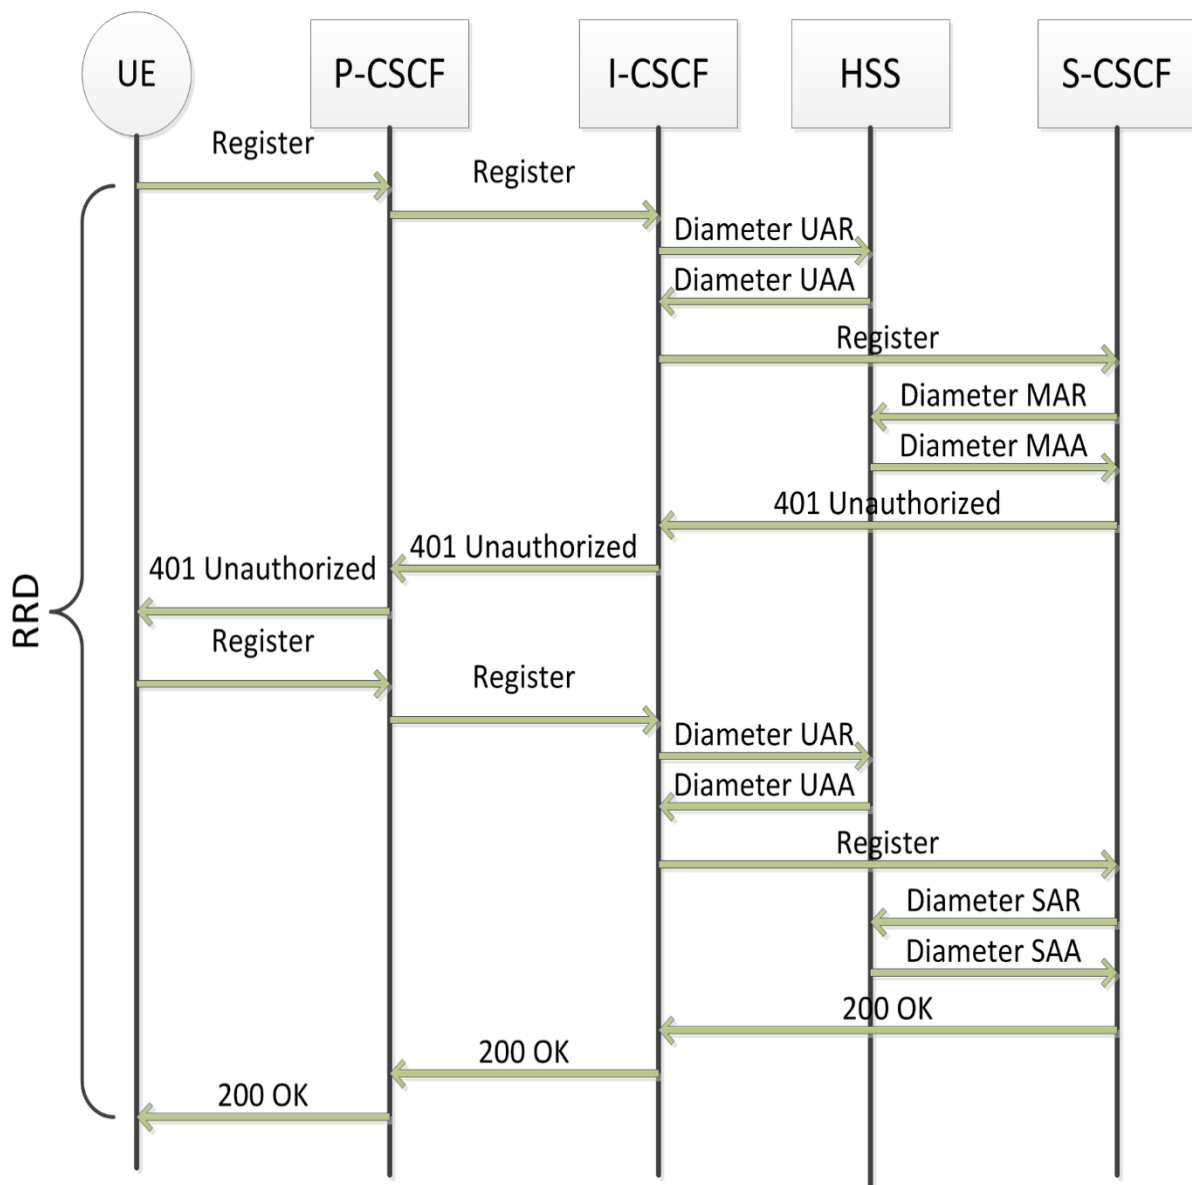 UE
P-CSCF
I-CSCF
HSS
S-CSCF
Register
Register
Diameter UAR
Diameter UAA
Register
Diameter MAR
Diameter MAA
401 Unauthorized
401 Unauthorized
401 Unauthorized
RRD
Register
Register
Diameter UAR
Diameter UAA
Register
Diameter SAR
Diameter SAA
200 OK
200 OK
200 OK